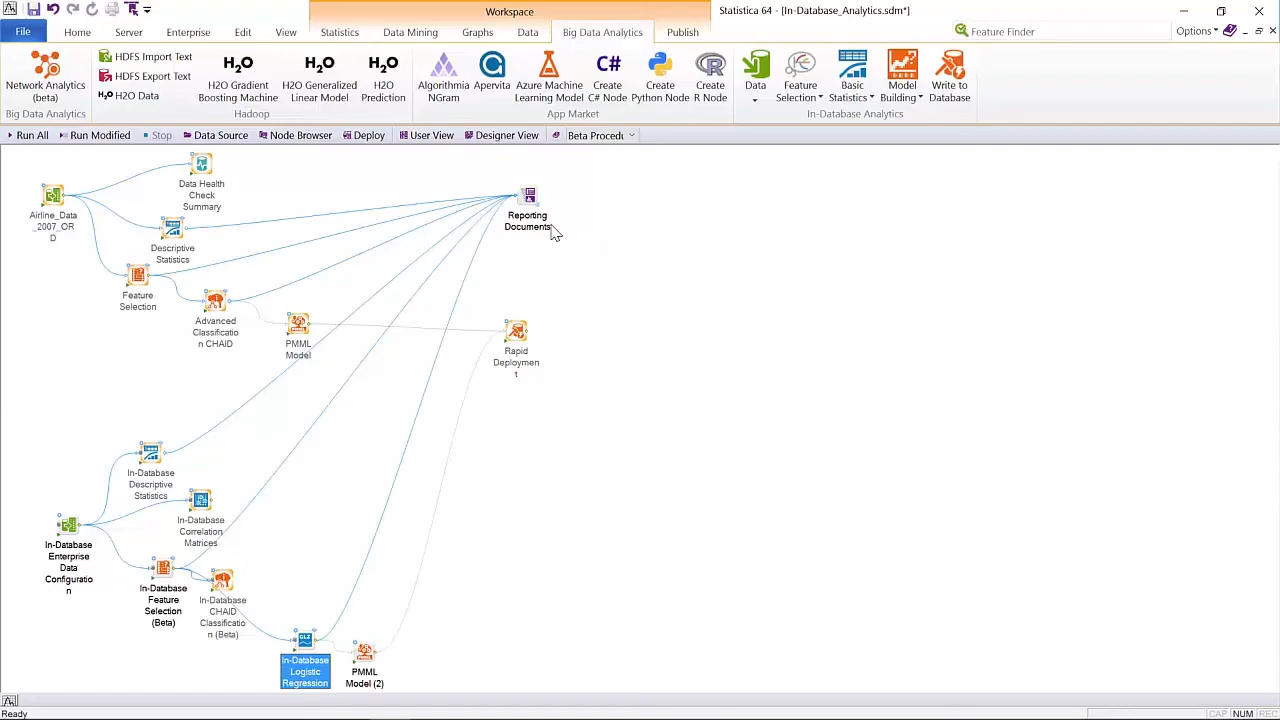 Workspace
Statistica 64 - [In-Database_Analytics.sdm*]
File
Home
Server
Enterprise
Edit
View
Statistics
Data Mining
Graphs
Data
Big Data Analytics
Publish
Feature Finder
Options
Network Analytics
(beta)
HDFS Import Text
HDFS Export Text
H2O Data
H2O
H2O Gradient
Boosting Machine
H2O
H2O Generalized
Linear Model
H2O
H2O
Prediction
Algorithmia
NGram
Apervita
Azure Machine
Learning Model
C#
Create
C# Node
Create
Python Node
Create
R Node
Data
Feature
Selection
Basic
Statistics
Model
Building
Write to
Database
Big Data Analytics
Hadoop
App Market
In-Database Analytics
Run All
Run Modified
Stop
Data Source
Node Browser
Deploy
User View
Designer View
Beta Procedu
Airline_Data
_2007_OR
D
Data Health
Check
Summary
Descriptive
Statistics
Feature
Selection
Advanced
Classificatio
n CHAID
PMML
Model
Reporting
Documents
Rapid
Deploymen
t
In-Database
Descriptive
Statistics
In-Database
Correlation
Matrices
In-Database
Enterprise
Data
Configuratio
n
In-Database
Feature
Selection
(Beta)
In-Database
CHAID
Classificatio
n (Beta)
GLZ
In-Database
Logistic
Regression
PMML
Model (2)
Ready
CAP
NUM
REC